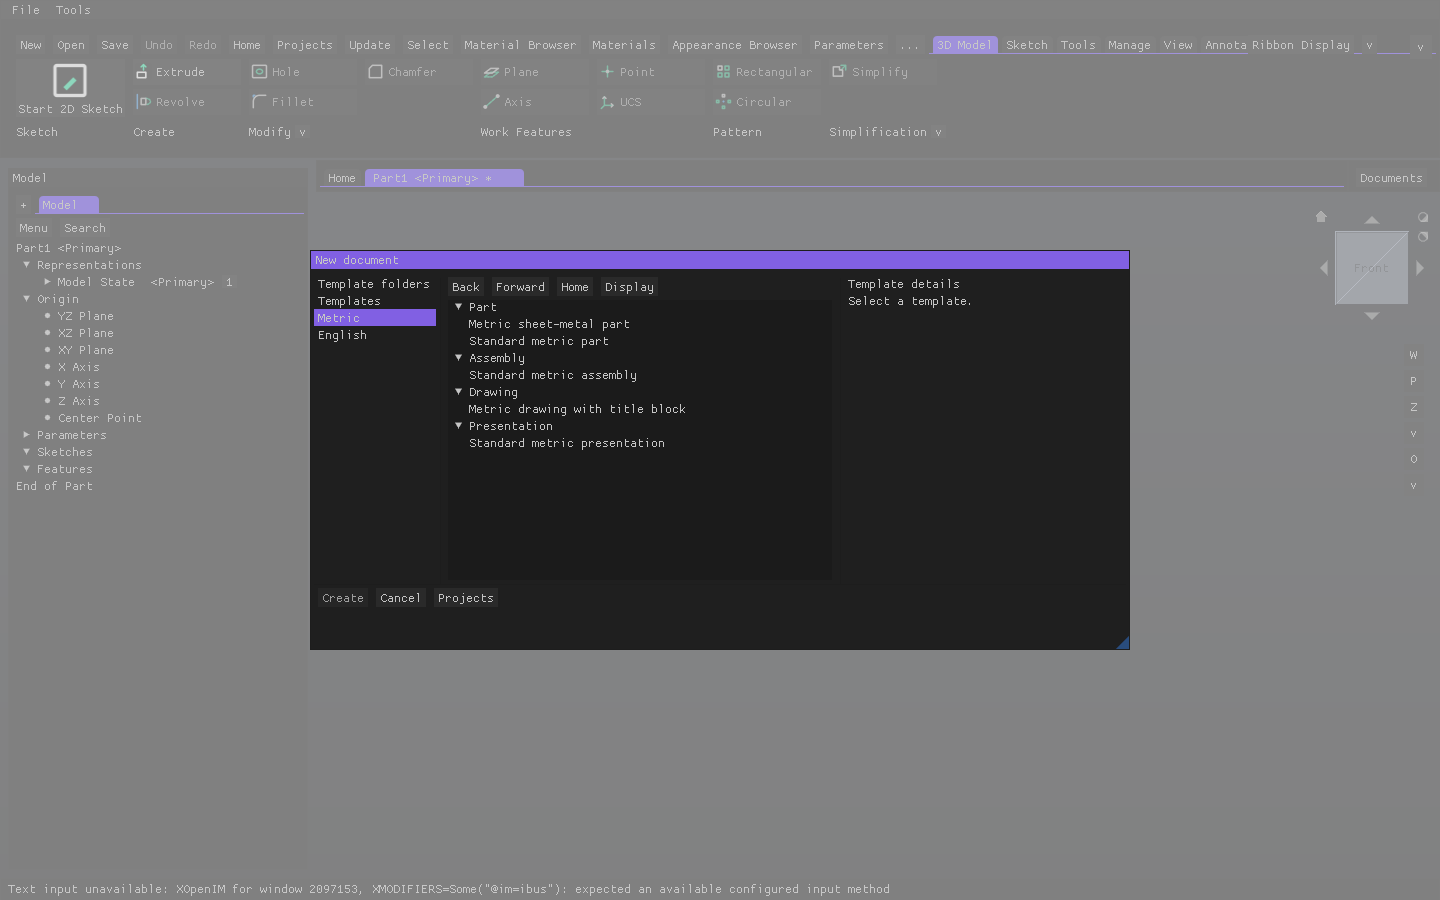 File Tools
New Open Save Undo Redo Home Projects Update Select Material Browser Materials Appearance Browser Parameters ... 3D Model Sketch Tools Manage View Annota Ribbon Display v v
Extrude Hole Chamfer Plane Point Rectangular Simplify
Start 2D Sketch Revolve Fillet Axis UCS Circular
Sketch Create Modify v Work Features Pattern Simplification v
Model
Home Part1 <Primary> * Documents
+ Model
Menu Search
Part1 <Primary>
Representations
Model State <Primary> 1
Origin
YZ Plane
XZ Plane
XY Plane
X Axis
Y Axis
Z Axis
Center Point
Parameters
Sketches
Features
End of Part
New document
Template folders
Templates
Metric
English
Back Forward Home Display
Part
Metric sheet-metal part
Standard metric part
Assembly
Standard metric assembly
Drawing
Metric drawing with title block
Presentation
Standard metric presentation
Template details
Select a template.
Create Cancel Projects
Front
W
P
Z
v
O
v
Text input unavailable: XOpenIM for window 2097153, XMODIFIERS=Some("@im=ibus"): expected an available configured input method